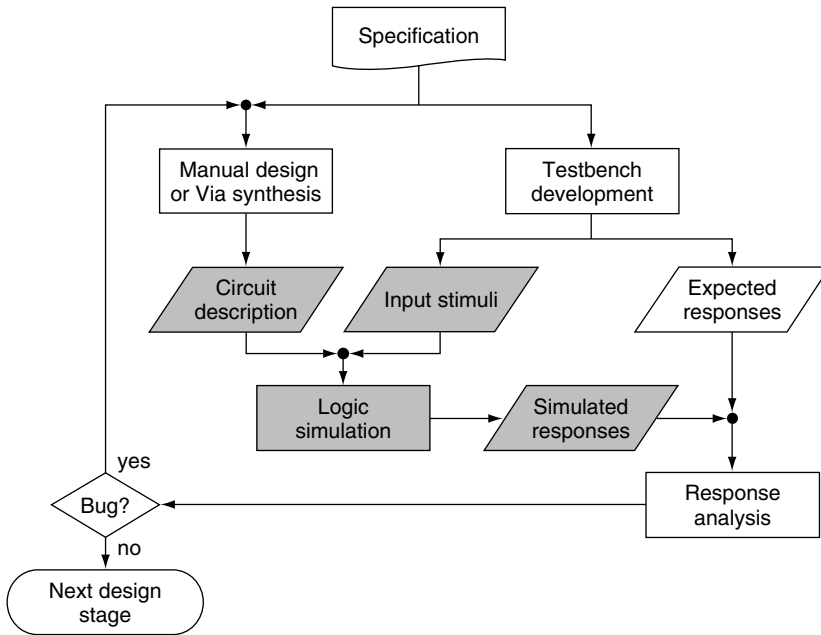 Specification
Manual design
or Via synthesis
Testbench
development
Circuit
description
Input stimuli
Expected
responses
Logic
simulation
Simulated
responses
yes
Bug?
Response
analysis
no
Next design
stage